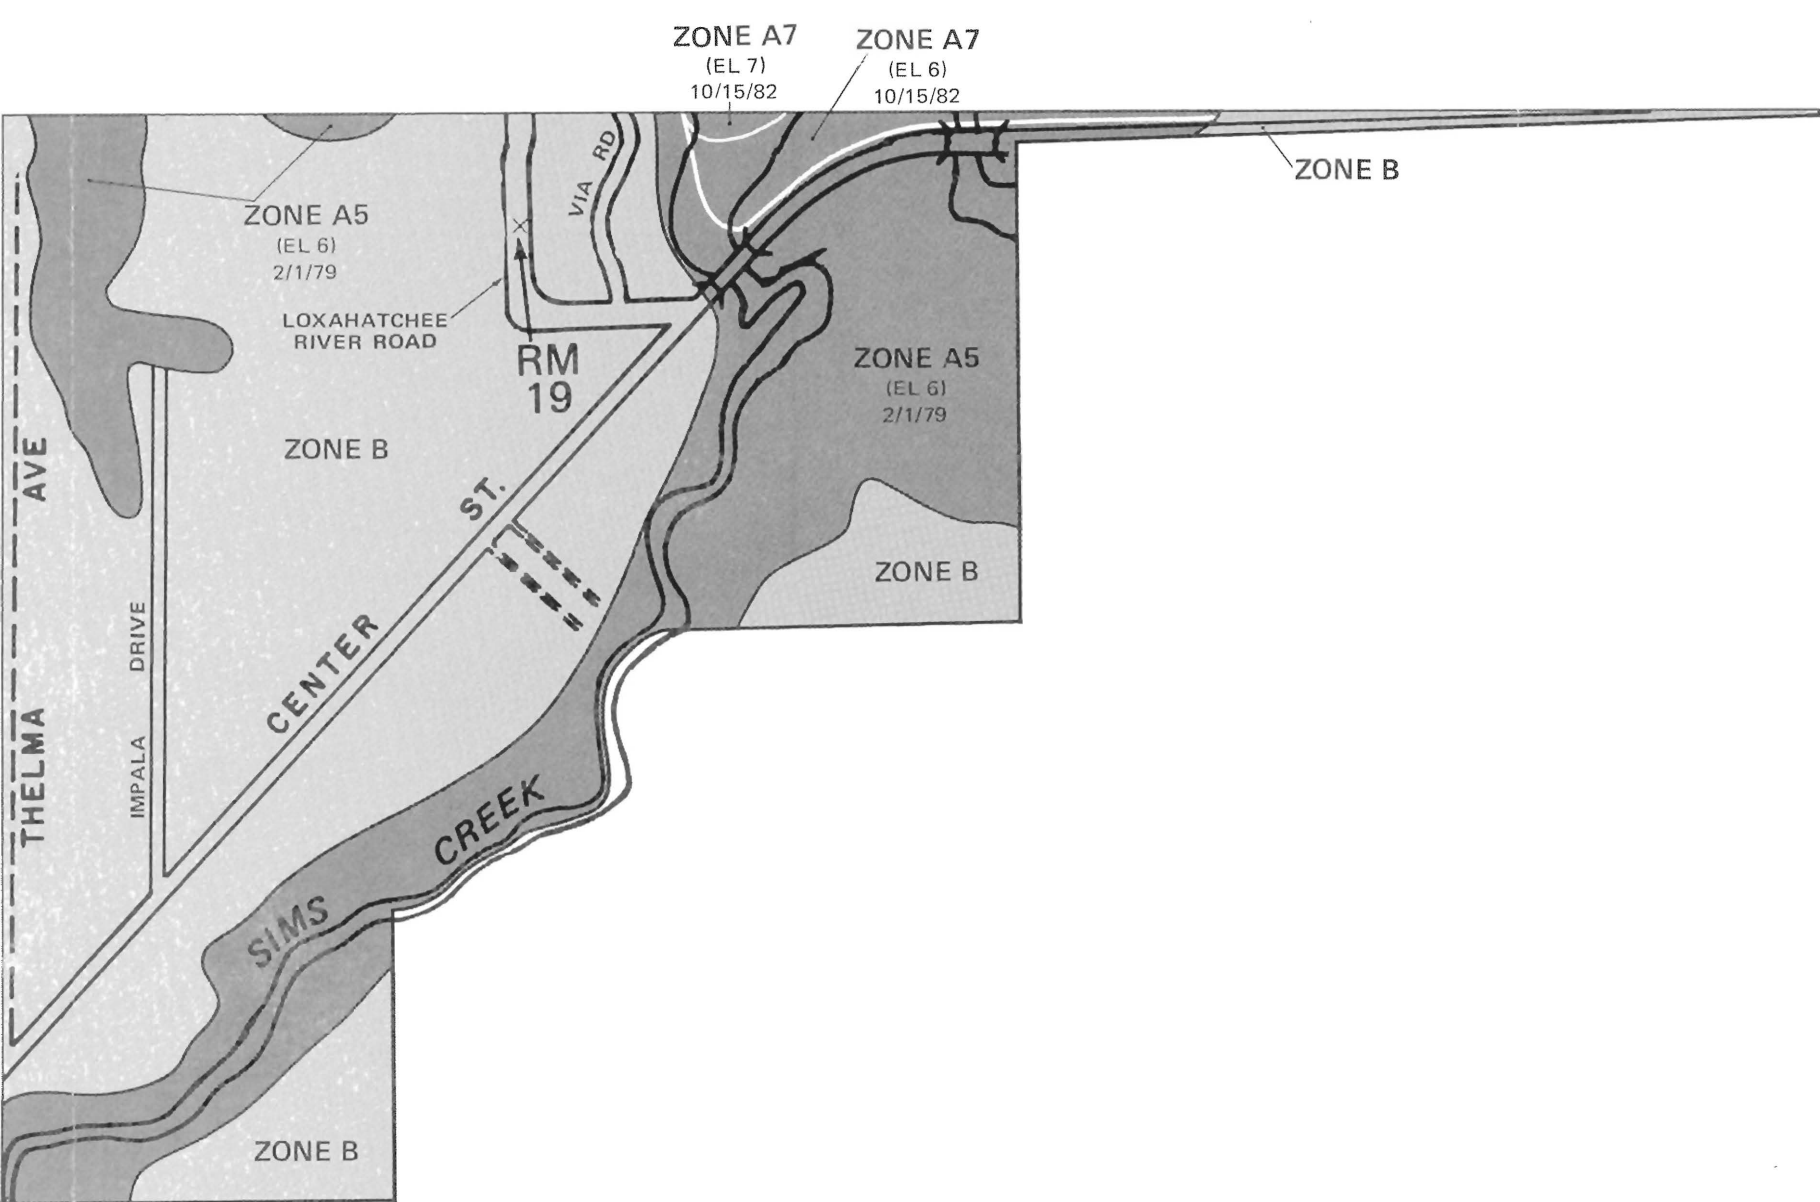 ZONE A7
(EL 7)
10/15/82
ZONE A7
(EL 6)
10/15/82
ZONE B
VIA RD
ZONE A5
(EL 6)
2/1/79
LOXAHATCHEE
RIVER ROAD
RM
19
ZONE A5
(EL 6)
2/1/79
ZONE B
THELMA AVE
IMPALA DRIVE
CENTER ST.
ZONE B
SIMS CREEK
ZONE B